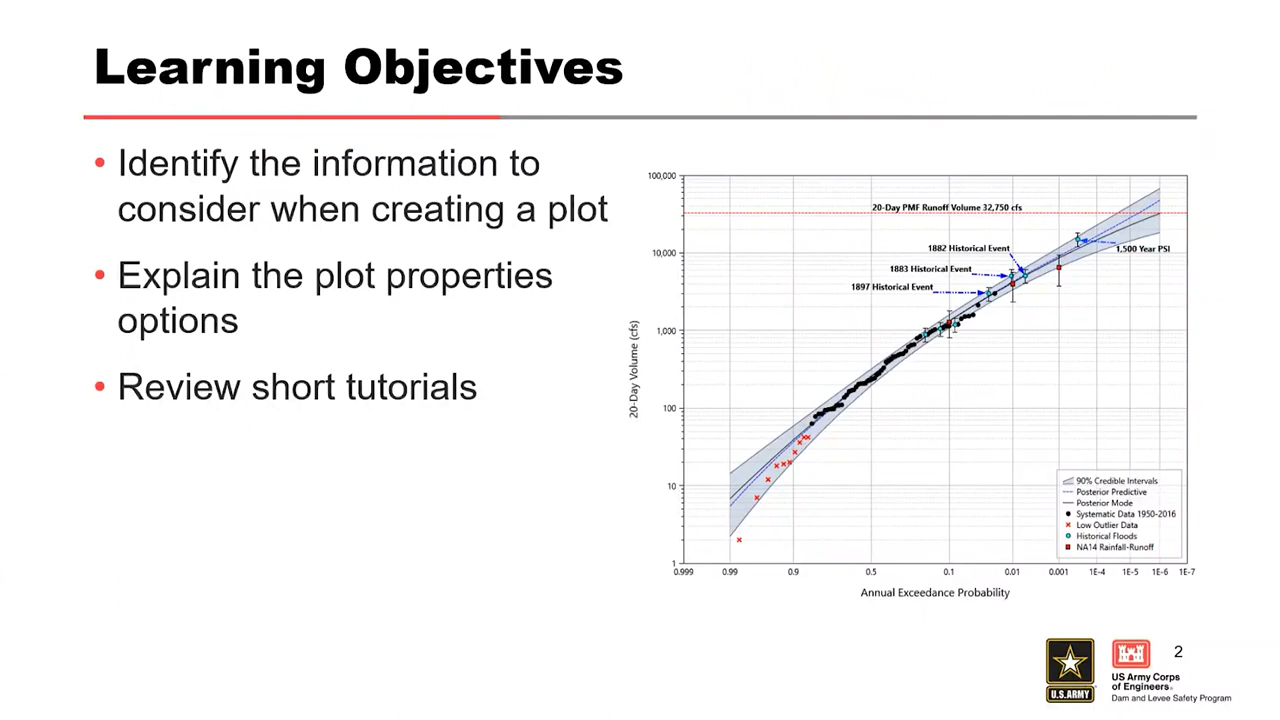 Learning Objectives
• Identify the information to
consider when creating a plot
• Explain the plot properties
options
• Review short tutorials
100,000
10,000
1,000
100
10
1
20-Day Volume (cfs)
20-Day PMF Runoff Volume 32,750 cfs
1882 Historical Event
1,500 Year PSI
1883 Historical Event
1897 Historical Event
90% Credible Intervals
Posterior Predictive
Posterior Mode
Systematic Data 1950-2016
Low Outlier Data
Historical Floods
NA14 Rainfall-Runoff
0.999 0.99 0.9 0.5 0.1 0.01 0.001 1E-4 1E-5 1E-6 1E-7
Annual Exceedance Probability
U.S.ARMY
US Army Corps
of Engineers®
Dam and Levee Safety Program
2